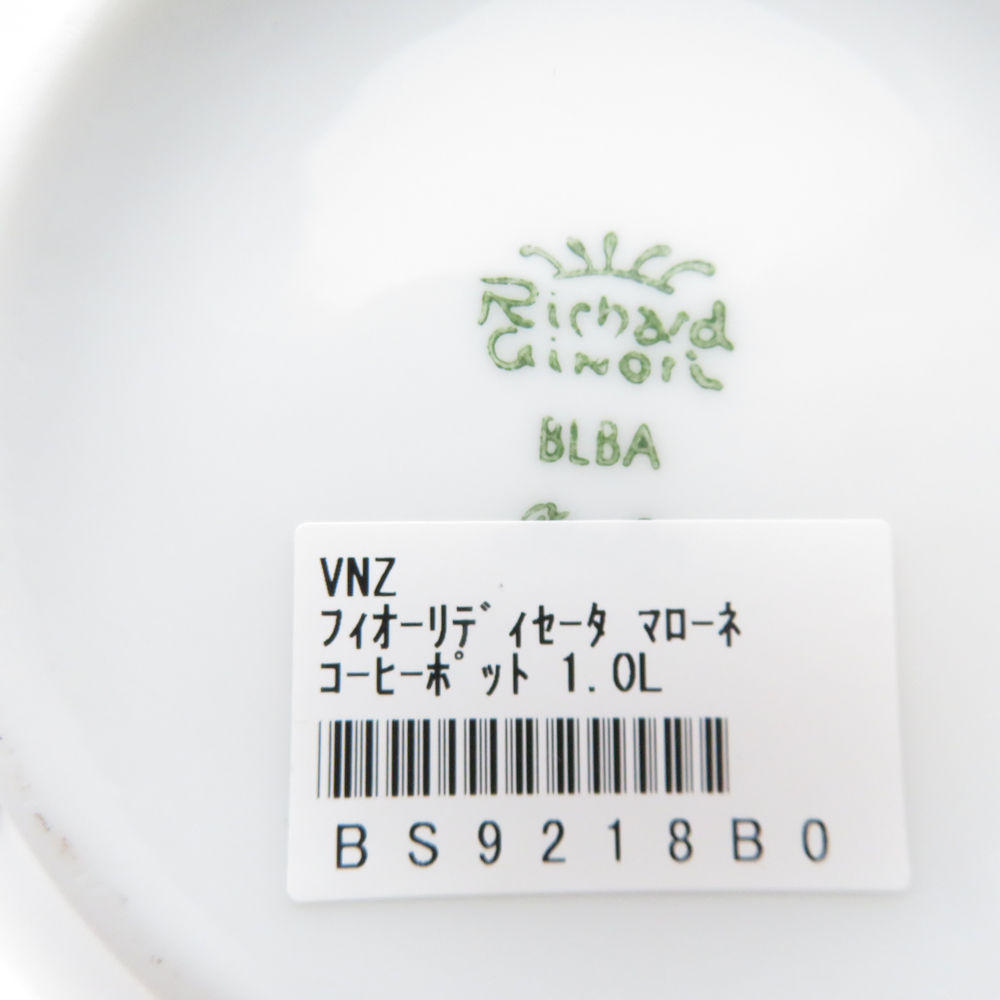 Richard
Ginori
BLBA
VNZ
フィオーリディセータ マローネ
コーヒーポット 1.0L
BS9218B0